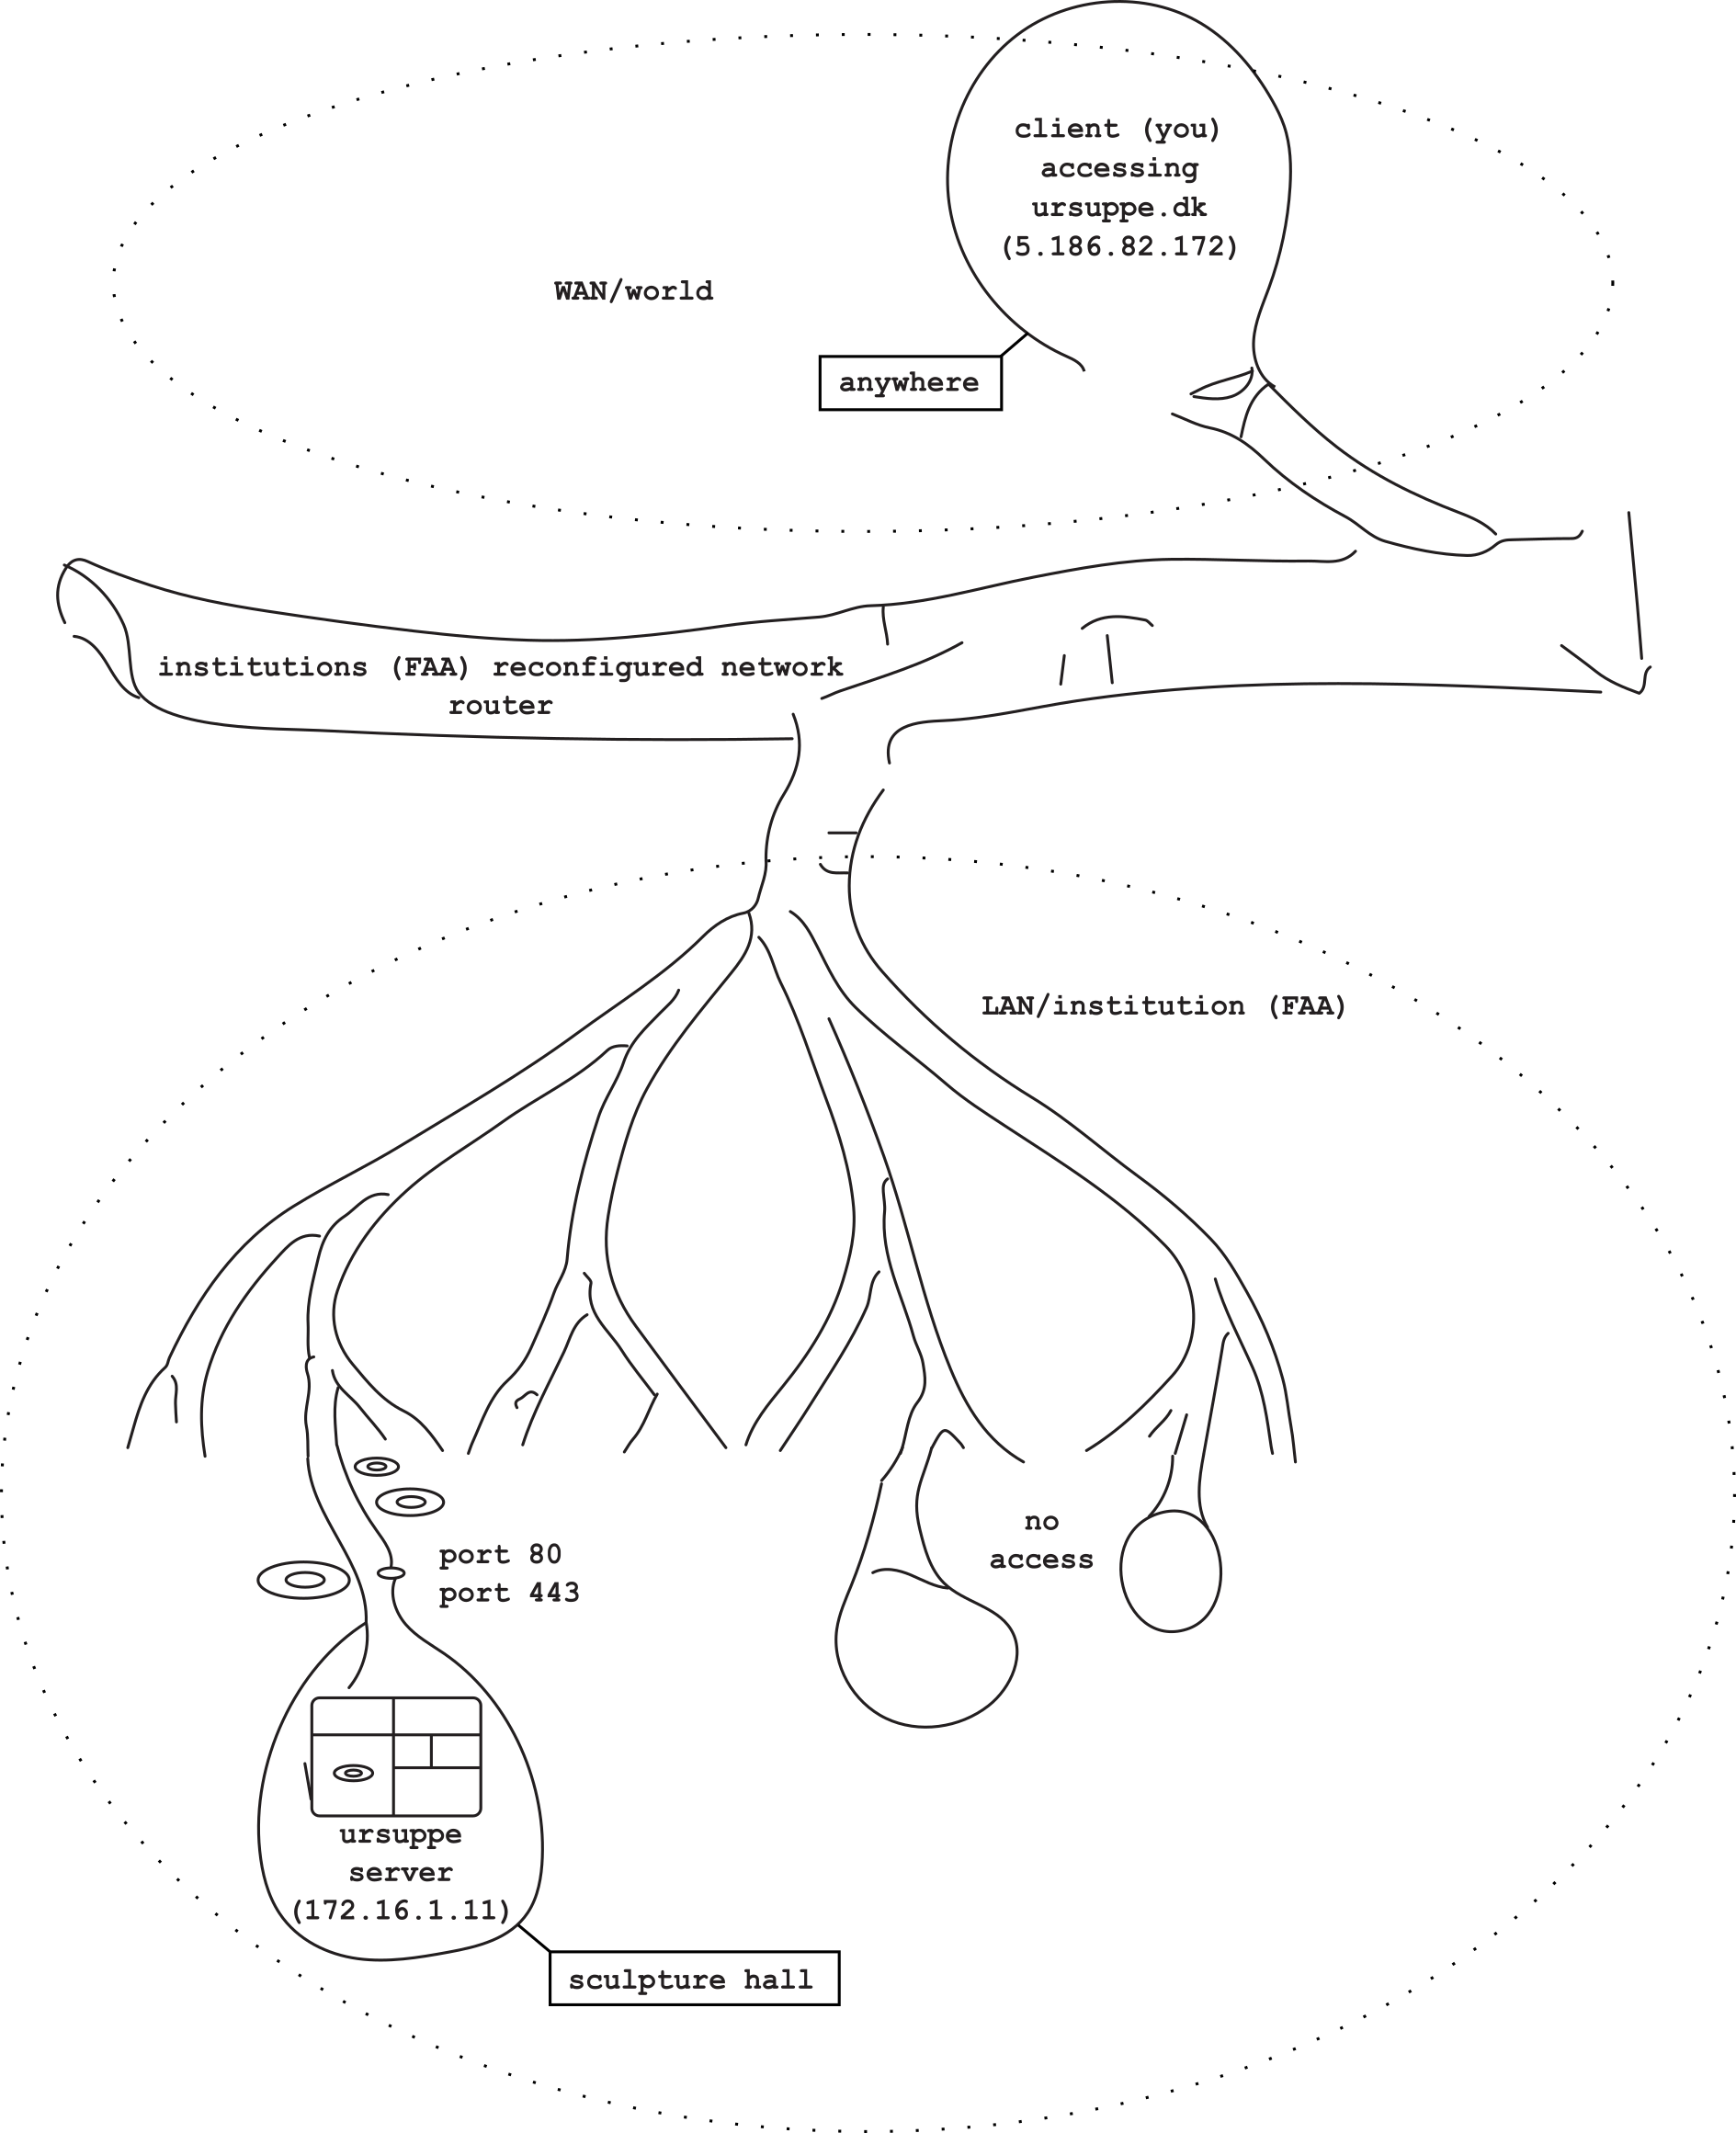 client (you)
accessing
ursuppe.dk
(5.186.82.172)
WAN/world
anywhere
institutions (FAA) reconfigured network
router
LAN/institution (FAA)
no
access
port 80
port 443
ursuppe
server
(172.16.1.11)
sculpture hall